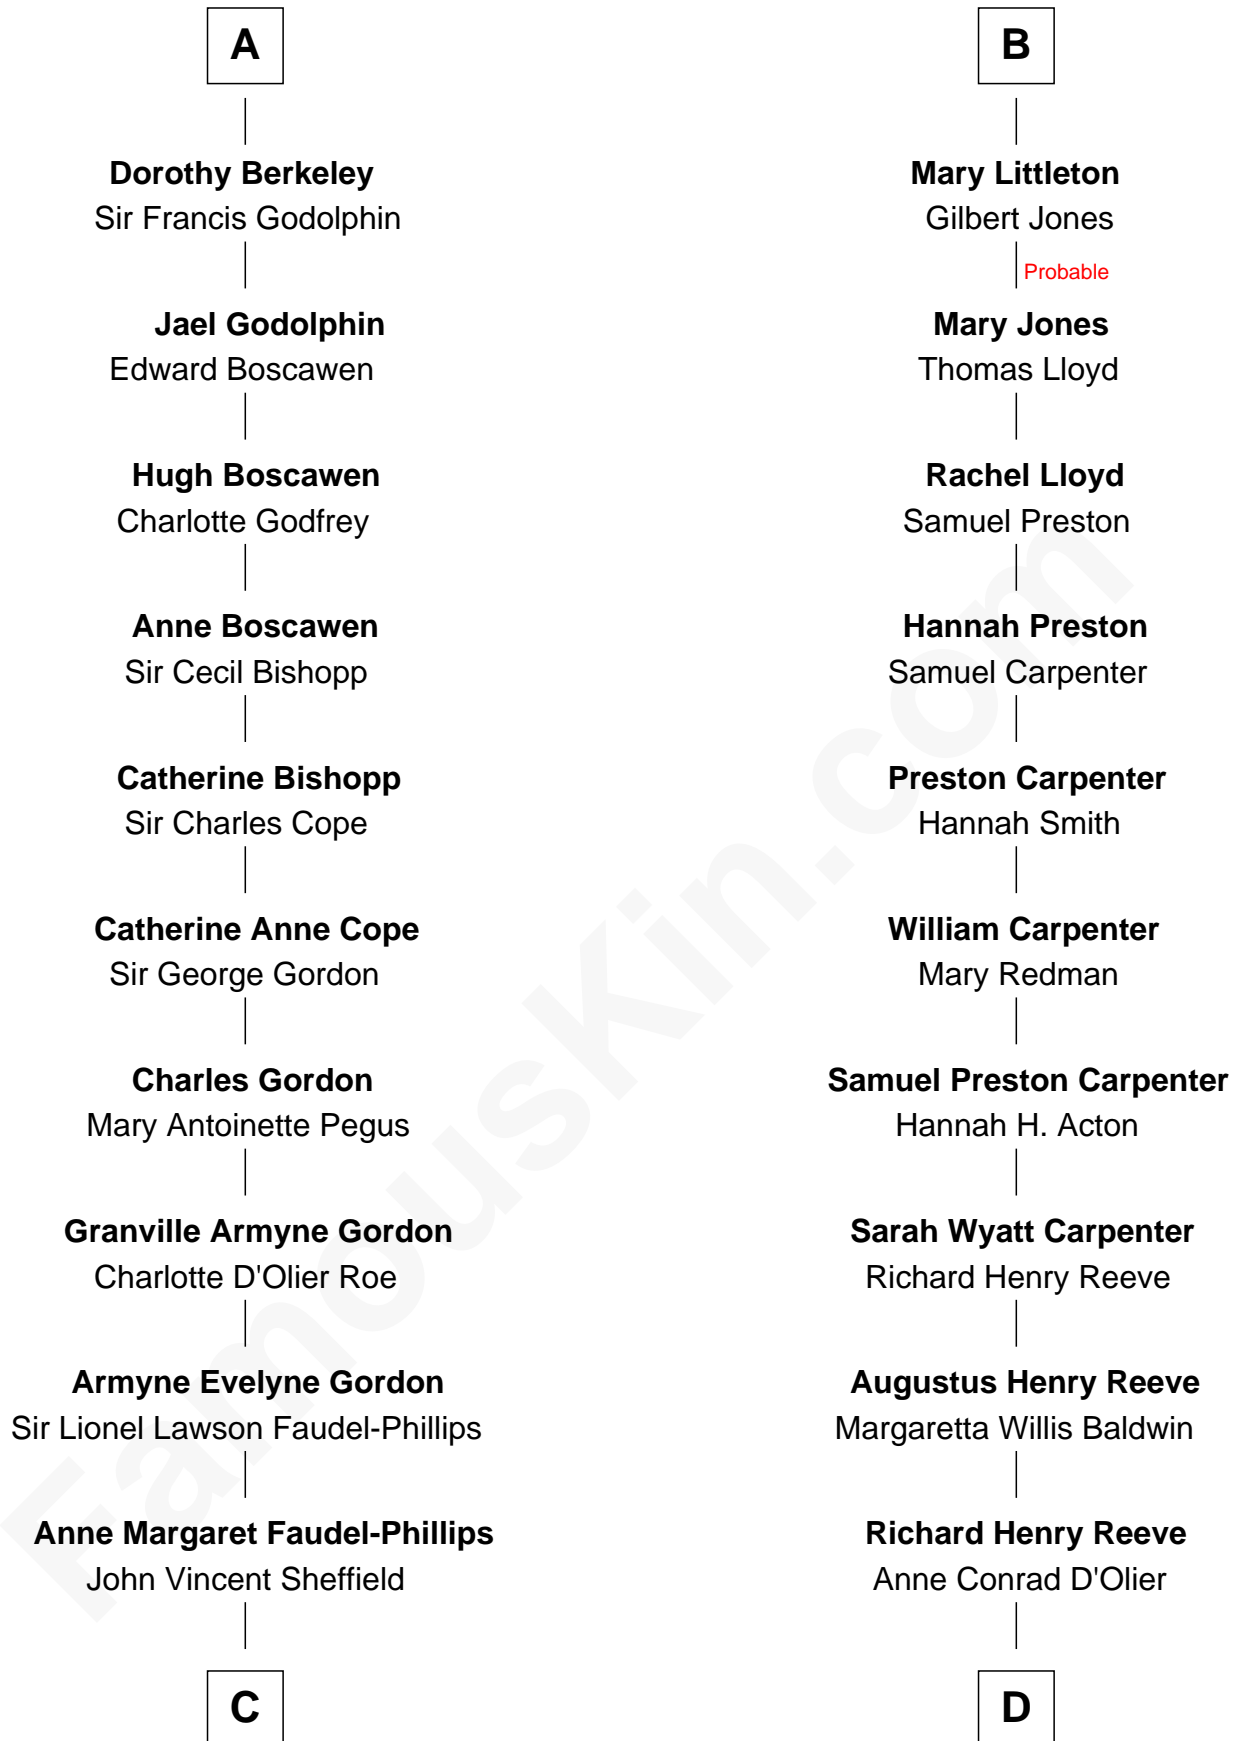 A
Dorothy Berkeley
Sir Francis Godolphin
Jael Godolphin
Edward Boscawen
Hugh Boscawen
Charlotte Godfrey
Anne Boscawen
Sir Cecil Bishopp
Catherine Bishopp
Sir Charles Cope
Catherine Anne Cope
Sir George Gordon
Charles Gordon
Mary Antoinette Pegus
Granville Armyne Gordon
Charlotte D'Olier Roe
Armyne Evelyne Gordon
Sir Lionel Lawson Faudel-Phillips
Anne Margaret Faudel-Phillips
John Vincent Sheffield
C
B
Mary Littleton
Gilbert Jones
Probable
Mary Jones
Thomas Lloyd
Rachel Lloyd
Samuel Preston
Hannah Preston
Samuel Carpenter
Preston Carpenter
Hannah Smith
William Carpenter
Mary Redman
Samuel Preston Carpenter
Hannah H. Acton
Sarah Wyatt Carpenter
Richard Henry Reeve
Augustus Henry Reeve
Margaretta Willis Baldwin
Richard Henry Reeve
Anne Conrad D'Olier
D
FamousKin.com